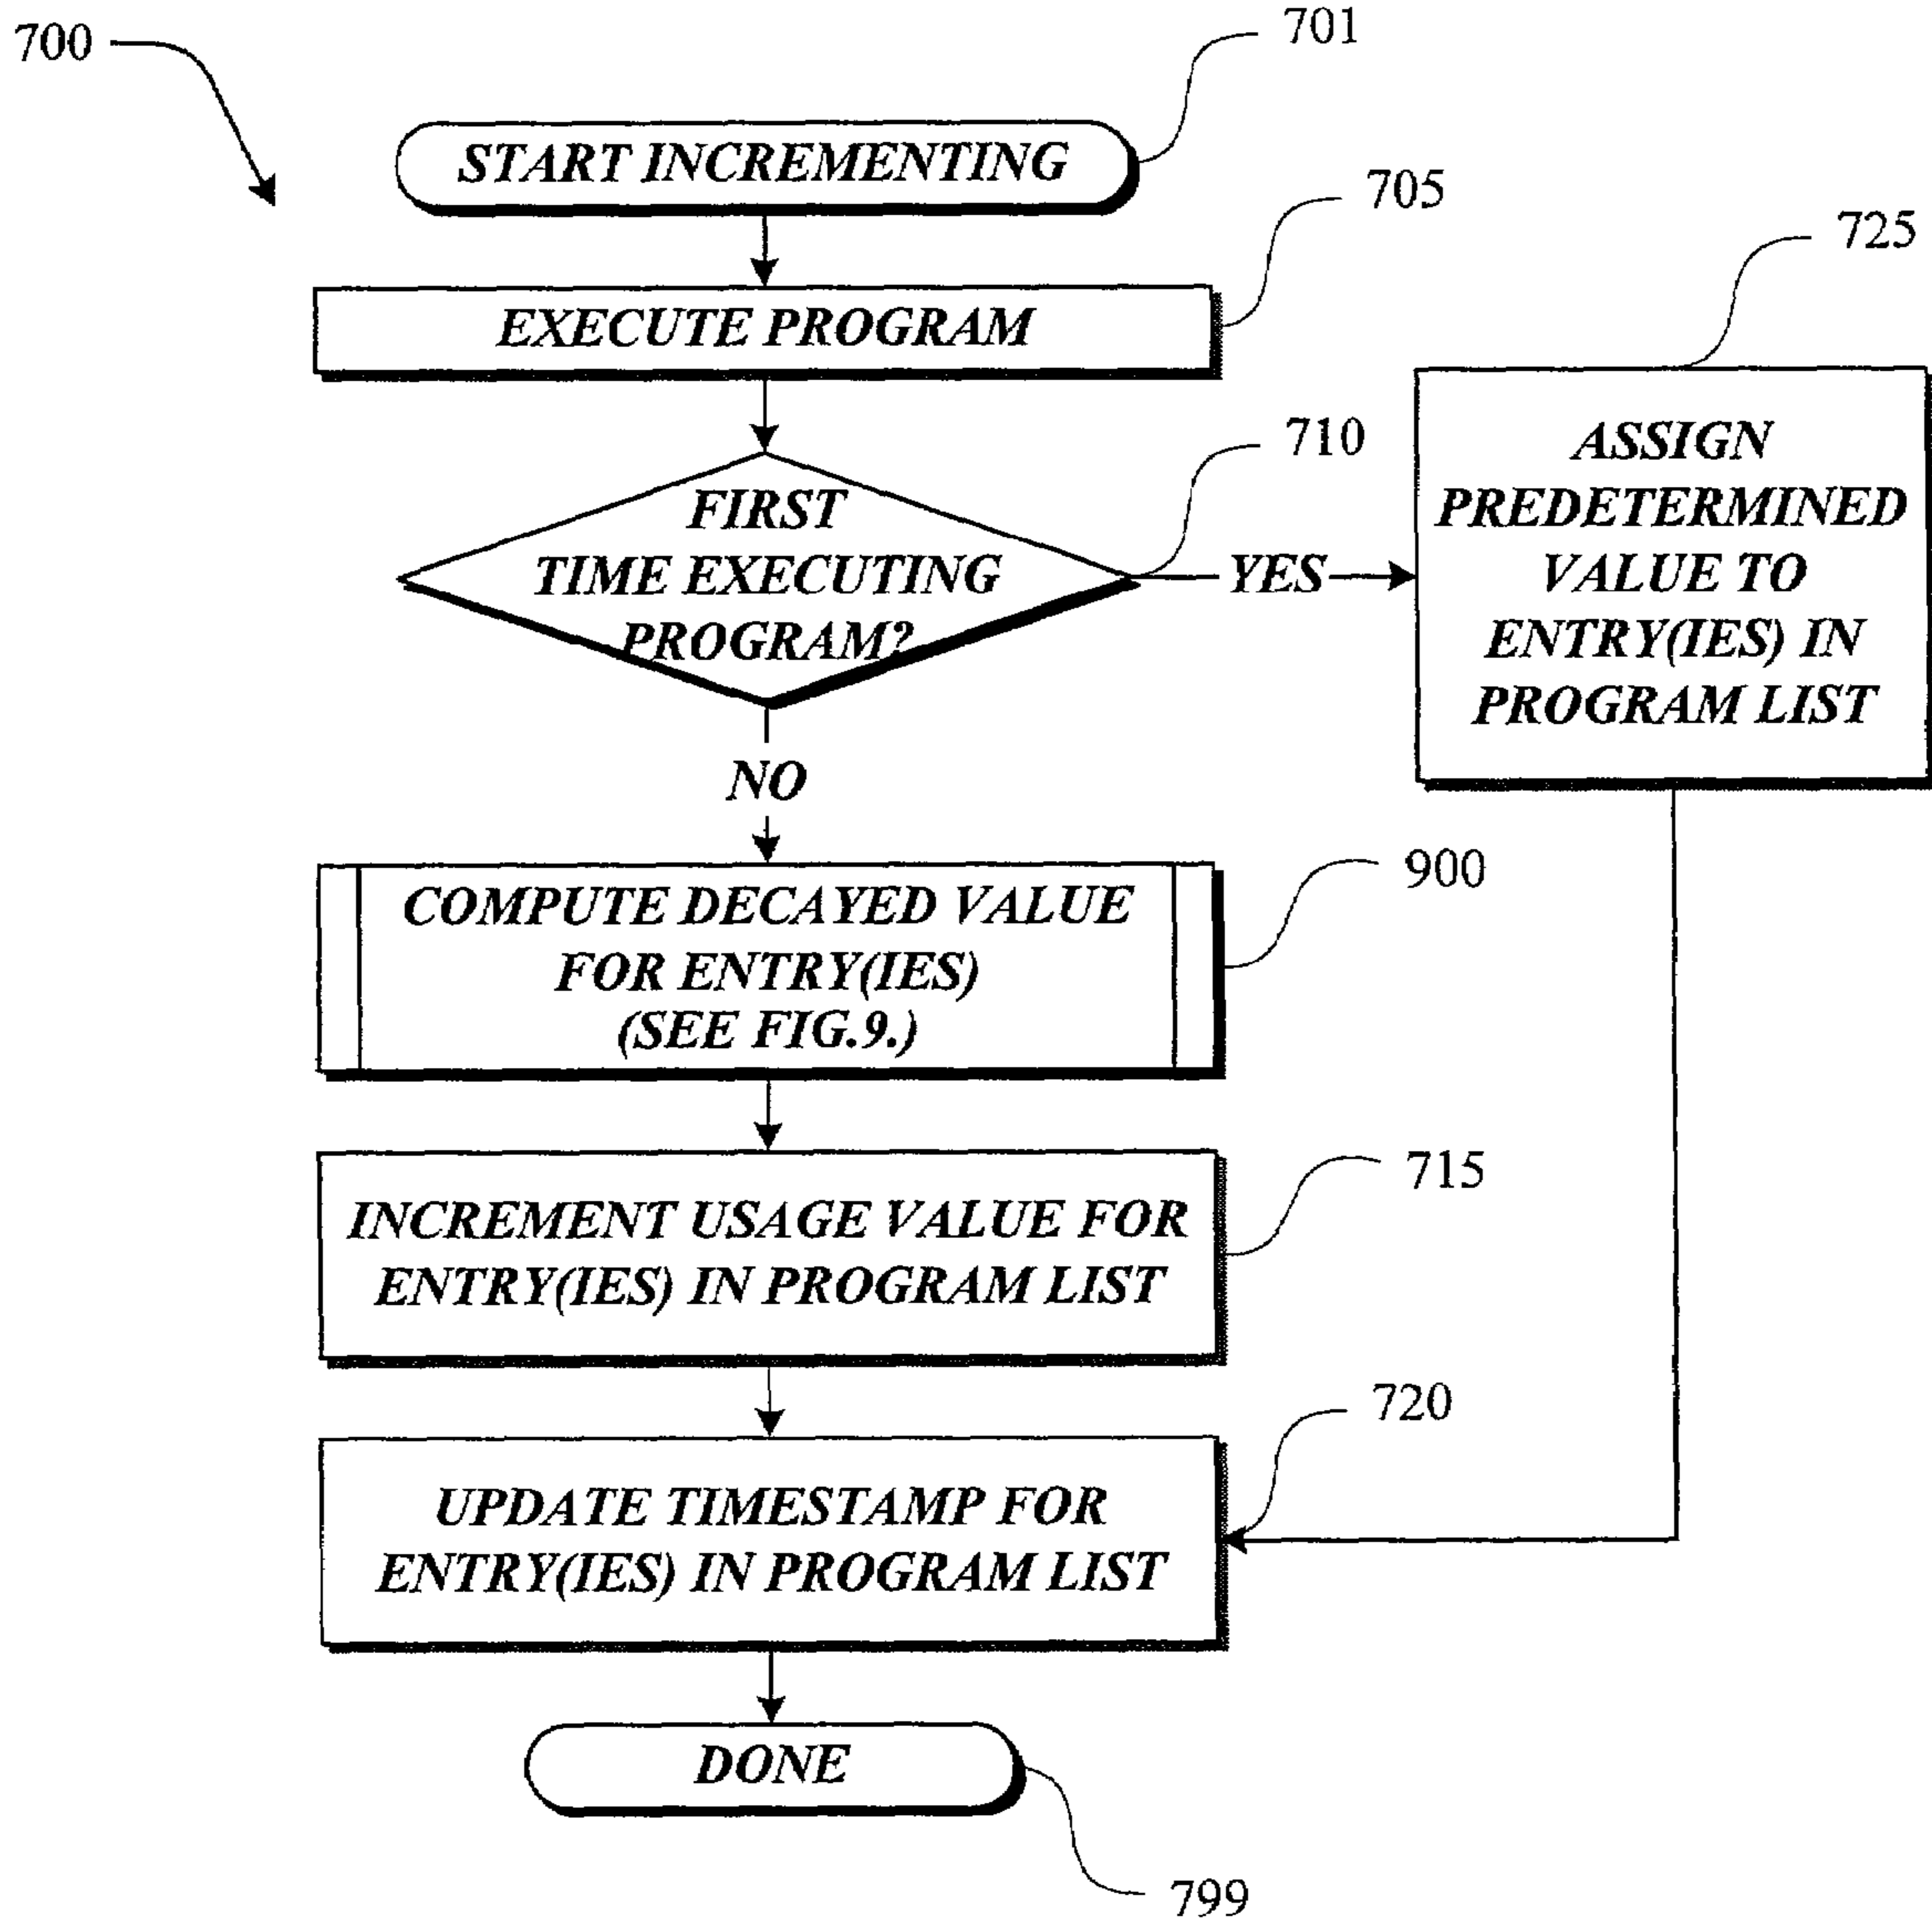 700
701
START INCREMENTING
705
EXECUTE PROGRAM
725
710
FIRST
TIME EXECUTING
PROGRAM?
YES
ASSIGN
PREDETERMINED
VALUE TO
ENTRY(IES) IN
PROGRAM LIST
NO
900
COMPUTE DECAYED VALUE
FOR ENTRY(IES)
(SEE FIG.9.)
715
INCREMENT USAGE VALUE FOR
ENTRY(IES) IN PROGRAM LIST
720
UPDATE TIMESTAMP FOR
ENTRY(IES) IN PROGRAM LIST
DONE
799